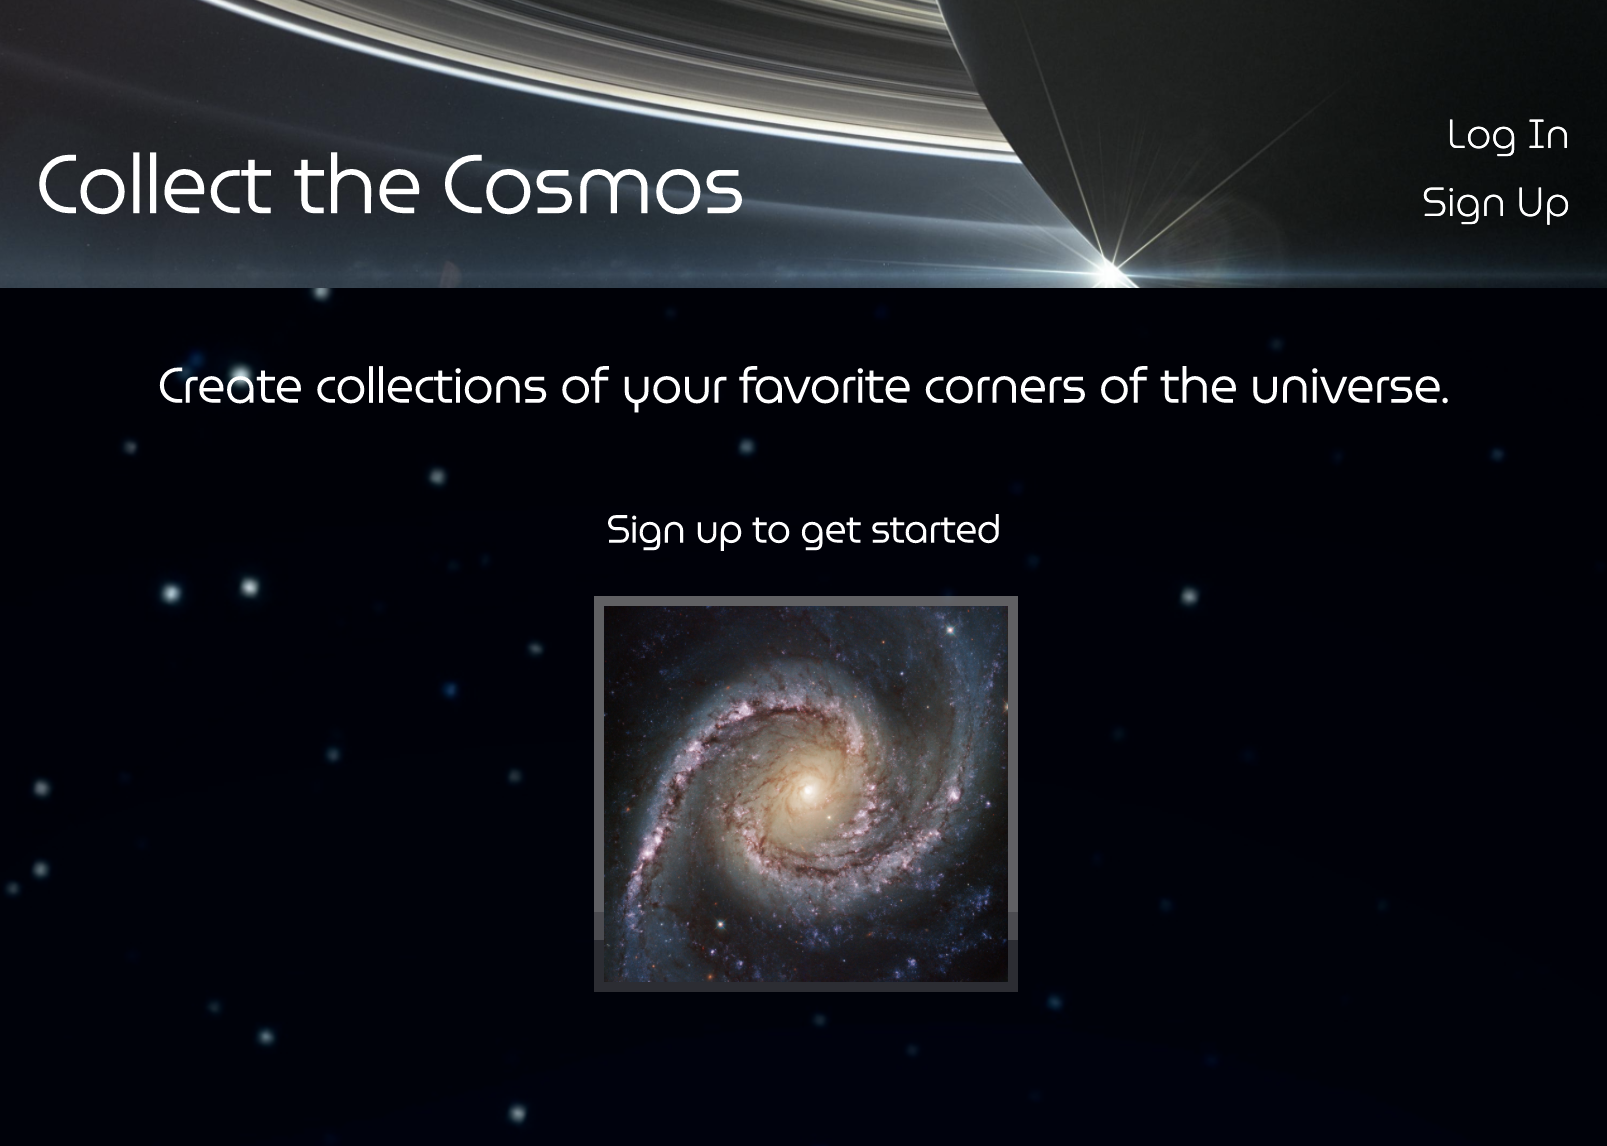 Collect the Cosmos
Log In
Sign Up
Create collections of your favorite corners of the universe.
Sign up to get started